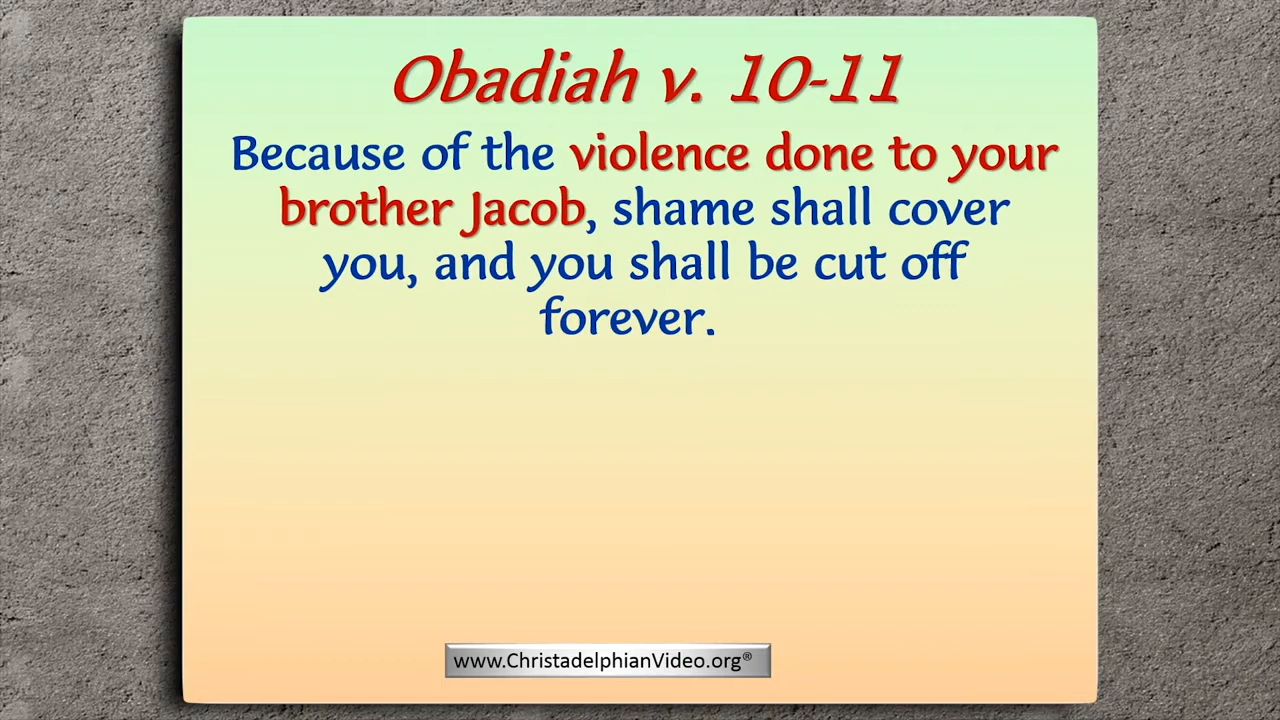 Obadiah v. 10-11
Because of the violence done to your
brother Jacob, shame shall cover
you, and you shall be cut off
forever.
www.ChristadelphianVideo.org®